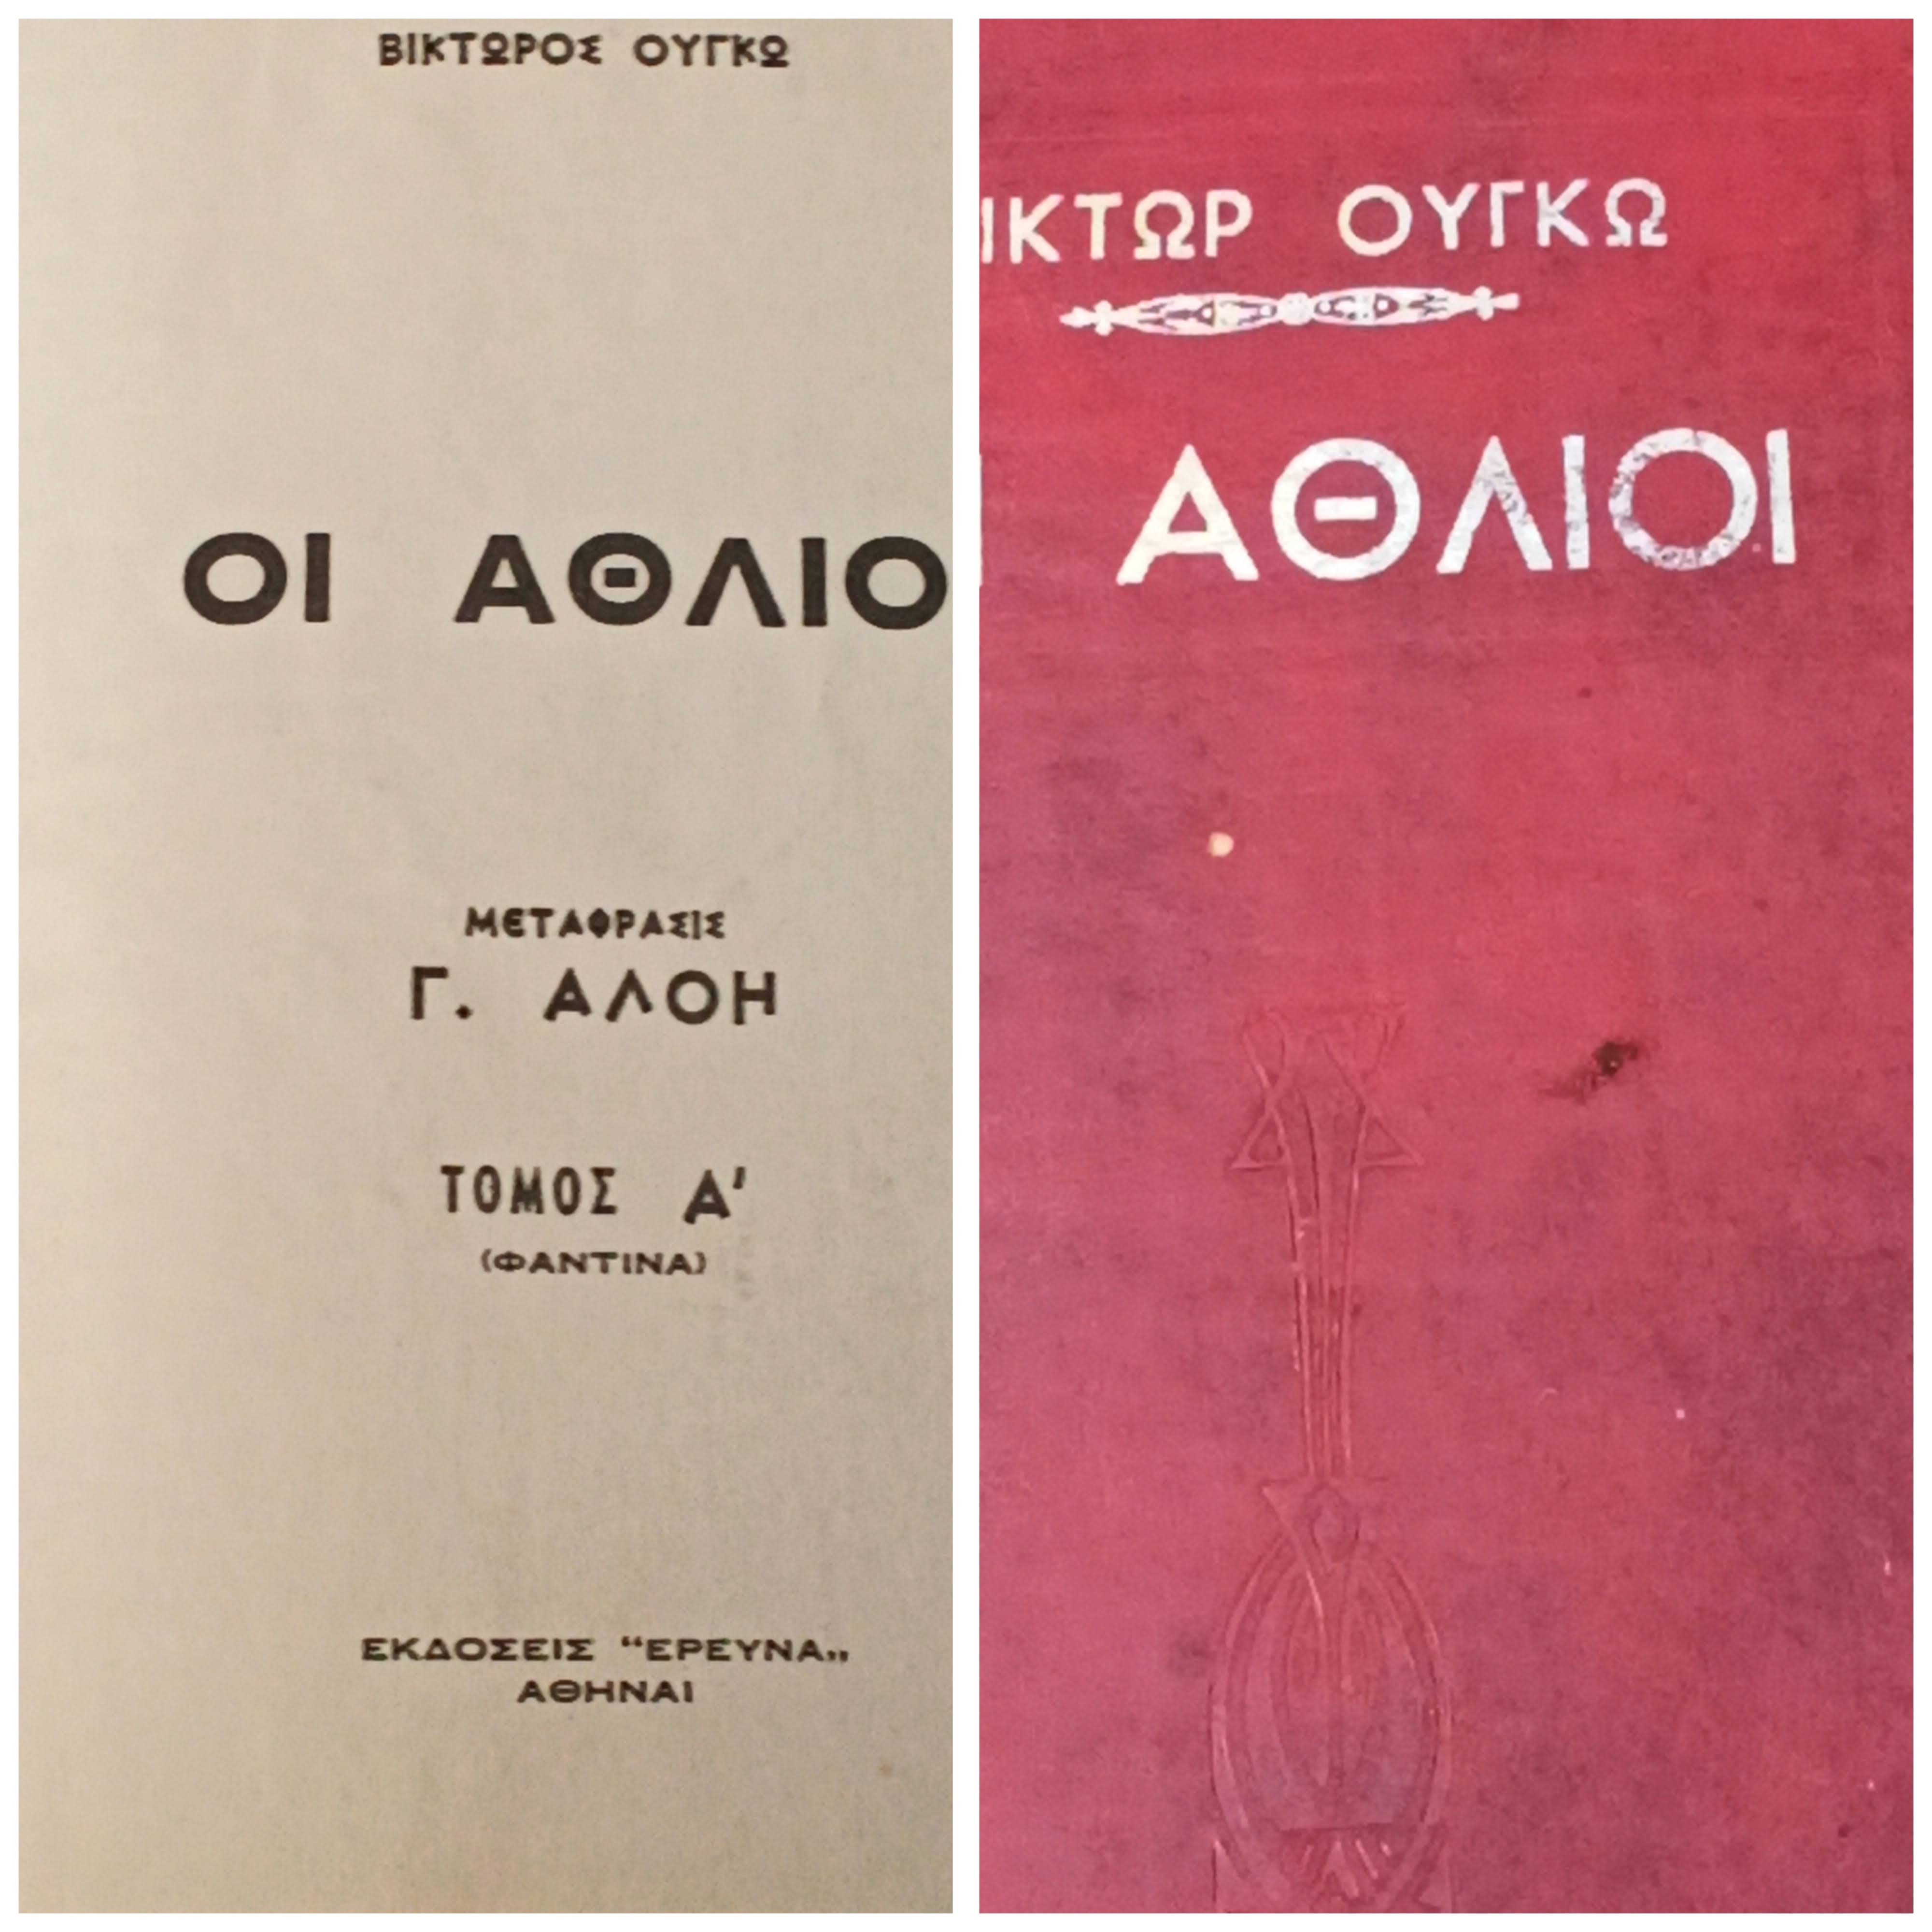 ΒΙΚΤΩΡΟΣ ΟΥΓΚΩ
ΟΙ ΑΘΛΙΟ
ΜΕΤΑΦΡΑΣΙΣ
Γ. ΑΛΟΗ
ΤΟΜΟΣ Α'
(ΦΑΝΤΙΝΑ)
ΕΚΔΟΣΕΙΣ “ΕΡΕΥΝΑ„
ΑΘΗΝΑΙ
ΙΚΤΩΡ ΟΥΓΚΩ
Ι ΑΘΛΙΟΙ